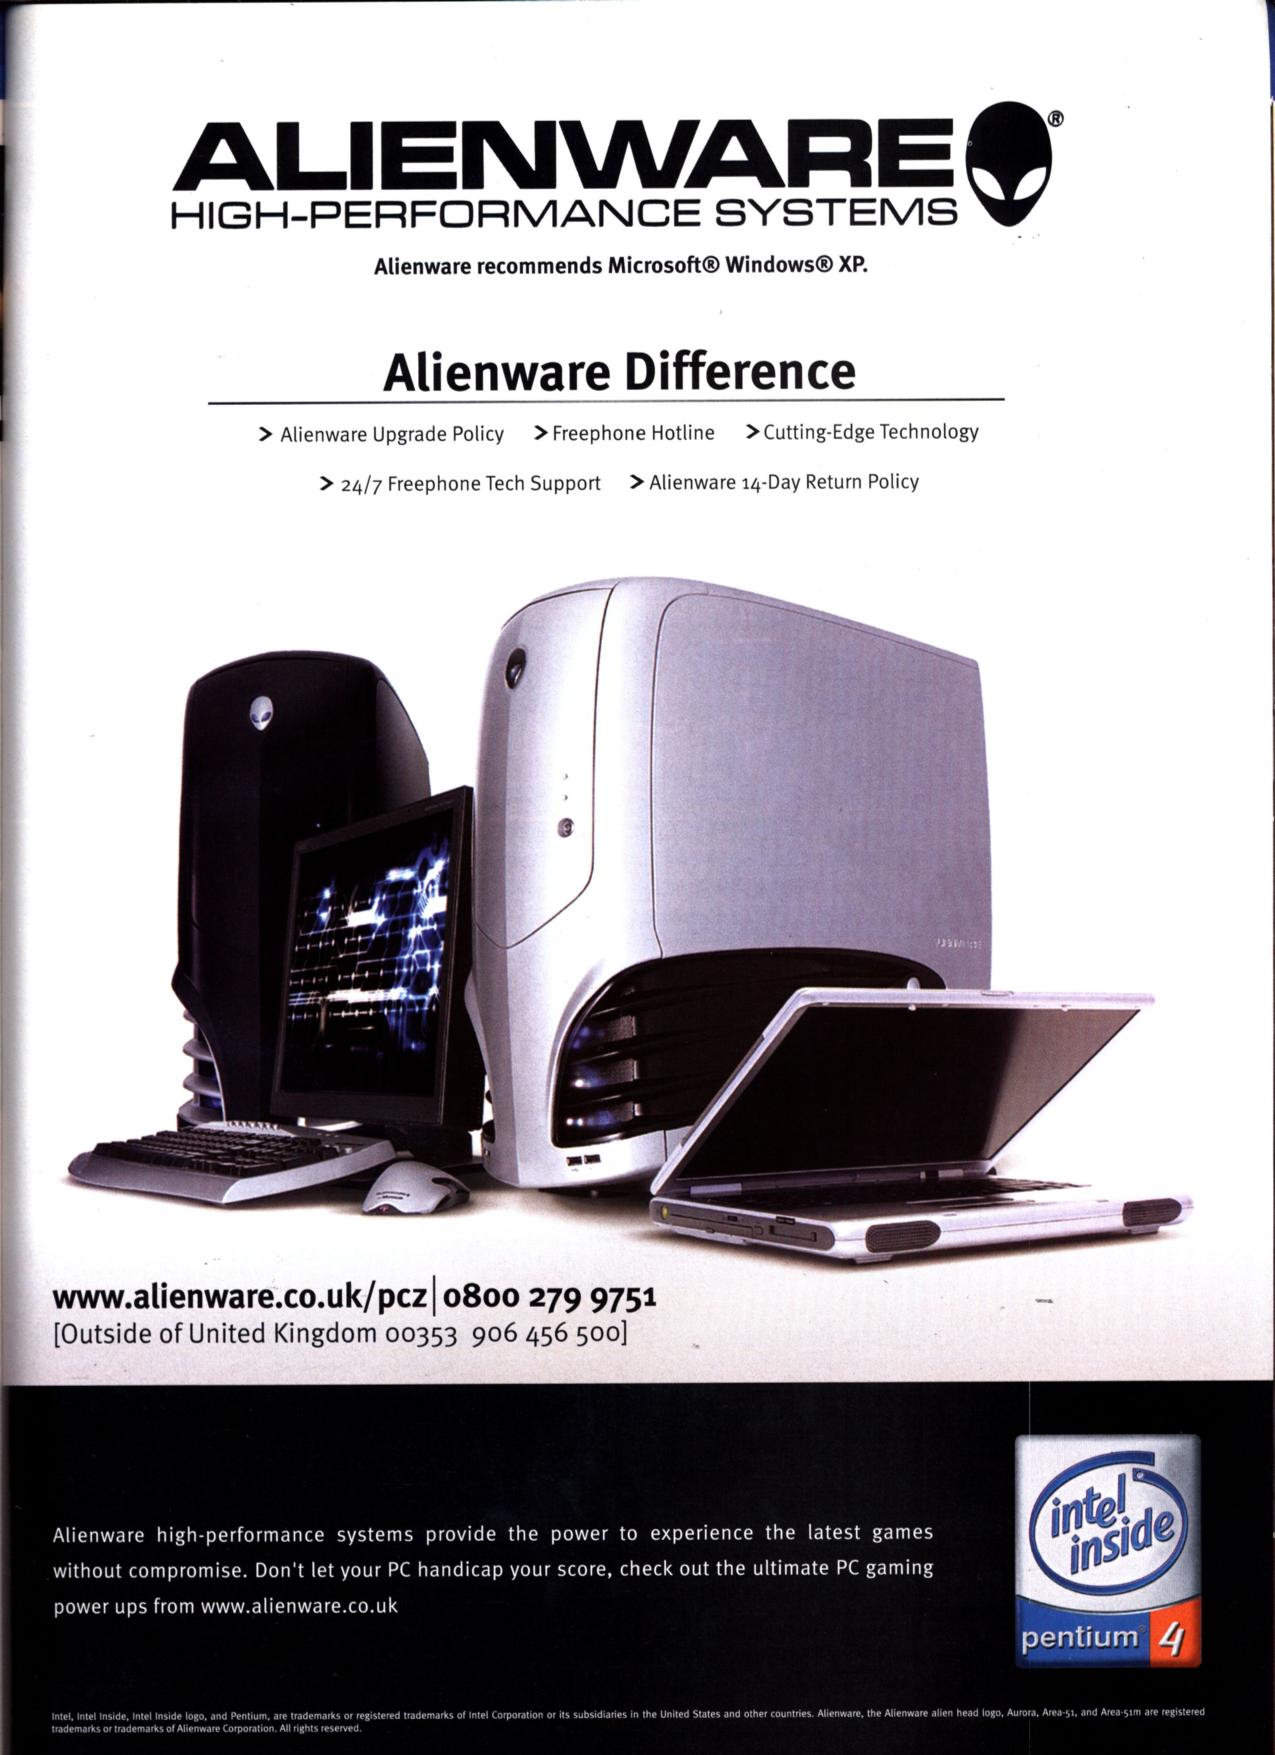 ALIENWARE®
HIGH-PERFORMANCE SYSTEMS
Alienware recommends Microsoft® Windows® XP.
Alienware Difference
> Alienware Upgrade Policy > Freephone Hotline > Cutting-Edge Technology
> 24/7 Freephone Tech Support > Alienware 14-Day Return Policy
ALIENWARE
www.alienware.co.uk/pcz|0800 279 9751
[Outside of United Kingdom 00353 906 456 500]
intel
inside
pentium® 4
Alienware high-performance systems provide the power to experience the latest games
without compromise. Don't let your PC handicap your score, check out the ultimate PC gaming
power ups from www.alienware.co.uk
Intel, Intel Inside, Intel Inside logo, and Pentium, are trademarks or registered trademarks of Intel Corporation or its subsidiaries in the United States and other countries. Alienware, the Alienware alien head logo, Aurora, Area-51, and Area-51m are registered
trademarks or trademarks of Alienware Corporation. All rights reserved.